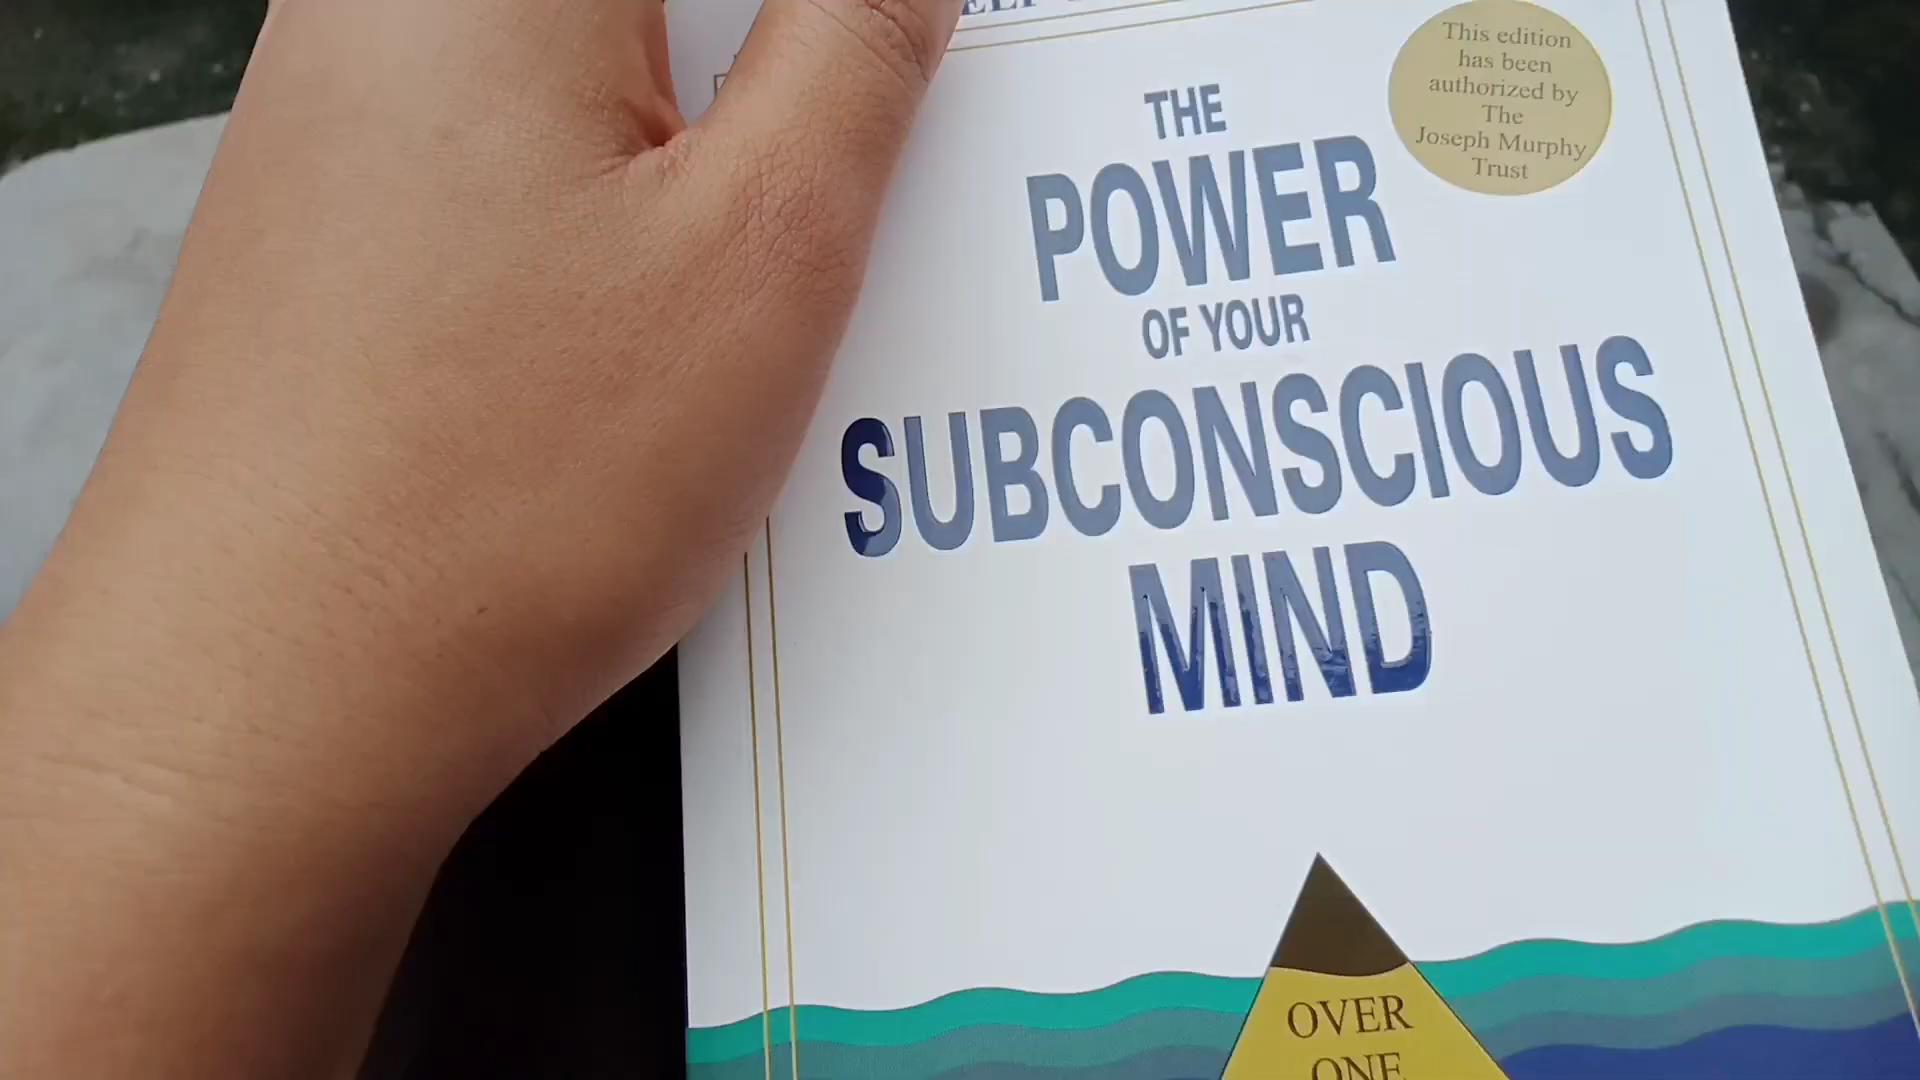 This edition
has been
authorized by
The
Joseph Murphy
Trust
THE
POWER
OF YOUR
SUBCONSCIOUS
MIND
OVER
ONE